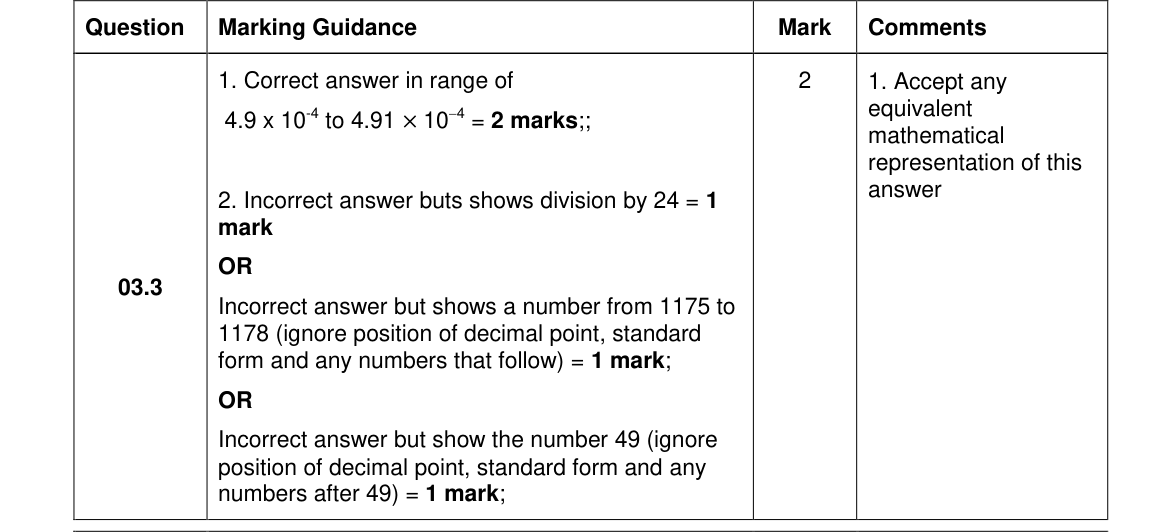 Question Marking Guidance Mark Comments
03.3
1. Correct answer in range of
4.9 x 10⁻⁴ to 4.91 × 10⁻⁴ = 2 marks;;
2. Incorrect answer buts shows division by 24 = 1
mark
OR
Incorrect answer but shows a number from 1175 to
1178 (ignore position of decimal point, standard
form and any numbers that follow) = 1 mark;
OR
Incorrect answer but show the number 49 (ignore
position of decimal point, standard form and any
numbers after 49) = 1 mark;
2
1. Accept any
equivalent
mathematical
representation of this
answer